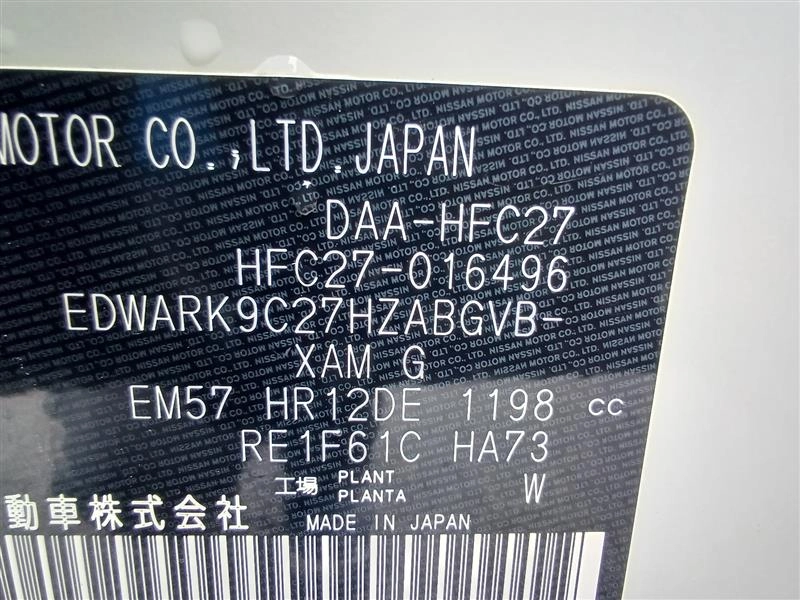 MOTOR CO.,LTD.JAPAN
DAA-HFC27
HFC27-016496
EDWARK9C27HZABGVB-
XAM G
EM57 HR12DE 1198 cc
RE1F61C HA73
工場 PLANT
PLANTA W
動車株式会社 MADE IN JAPAN